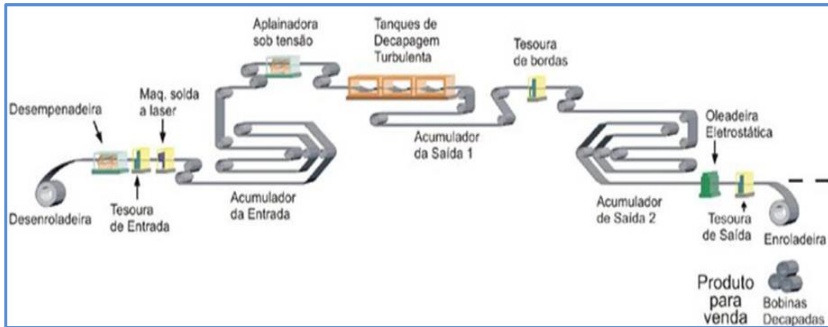 Aplainadora
sob tensão
Tanques de
Decapagem
Turbulenta
Tesoura
de bordas
Maq. solda
a laser
Desempenadeira
Oleadeira
Eletrostática
Acumulador
da Saída 1
Desenroladeira
Tesoura
de Entrada
Acumulador
da Entrada
Acumulador
de Saída 2
Tesoura
de Saída
Enroladeira
Produto
para
venda
Bobinas
Decapadas